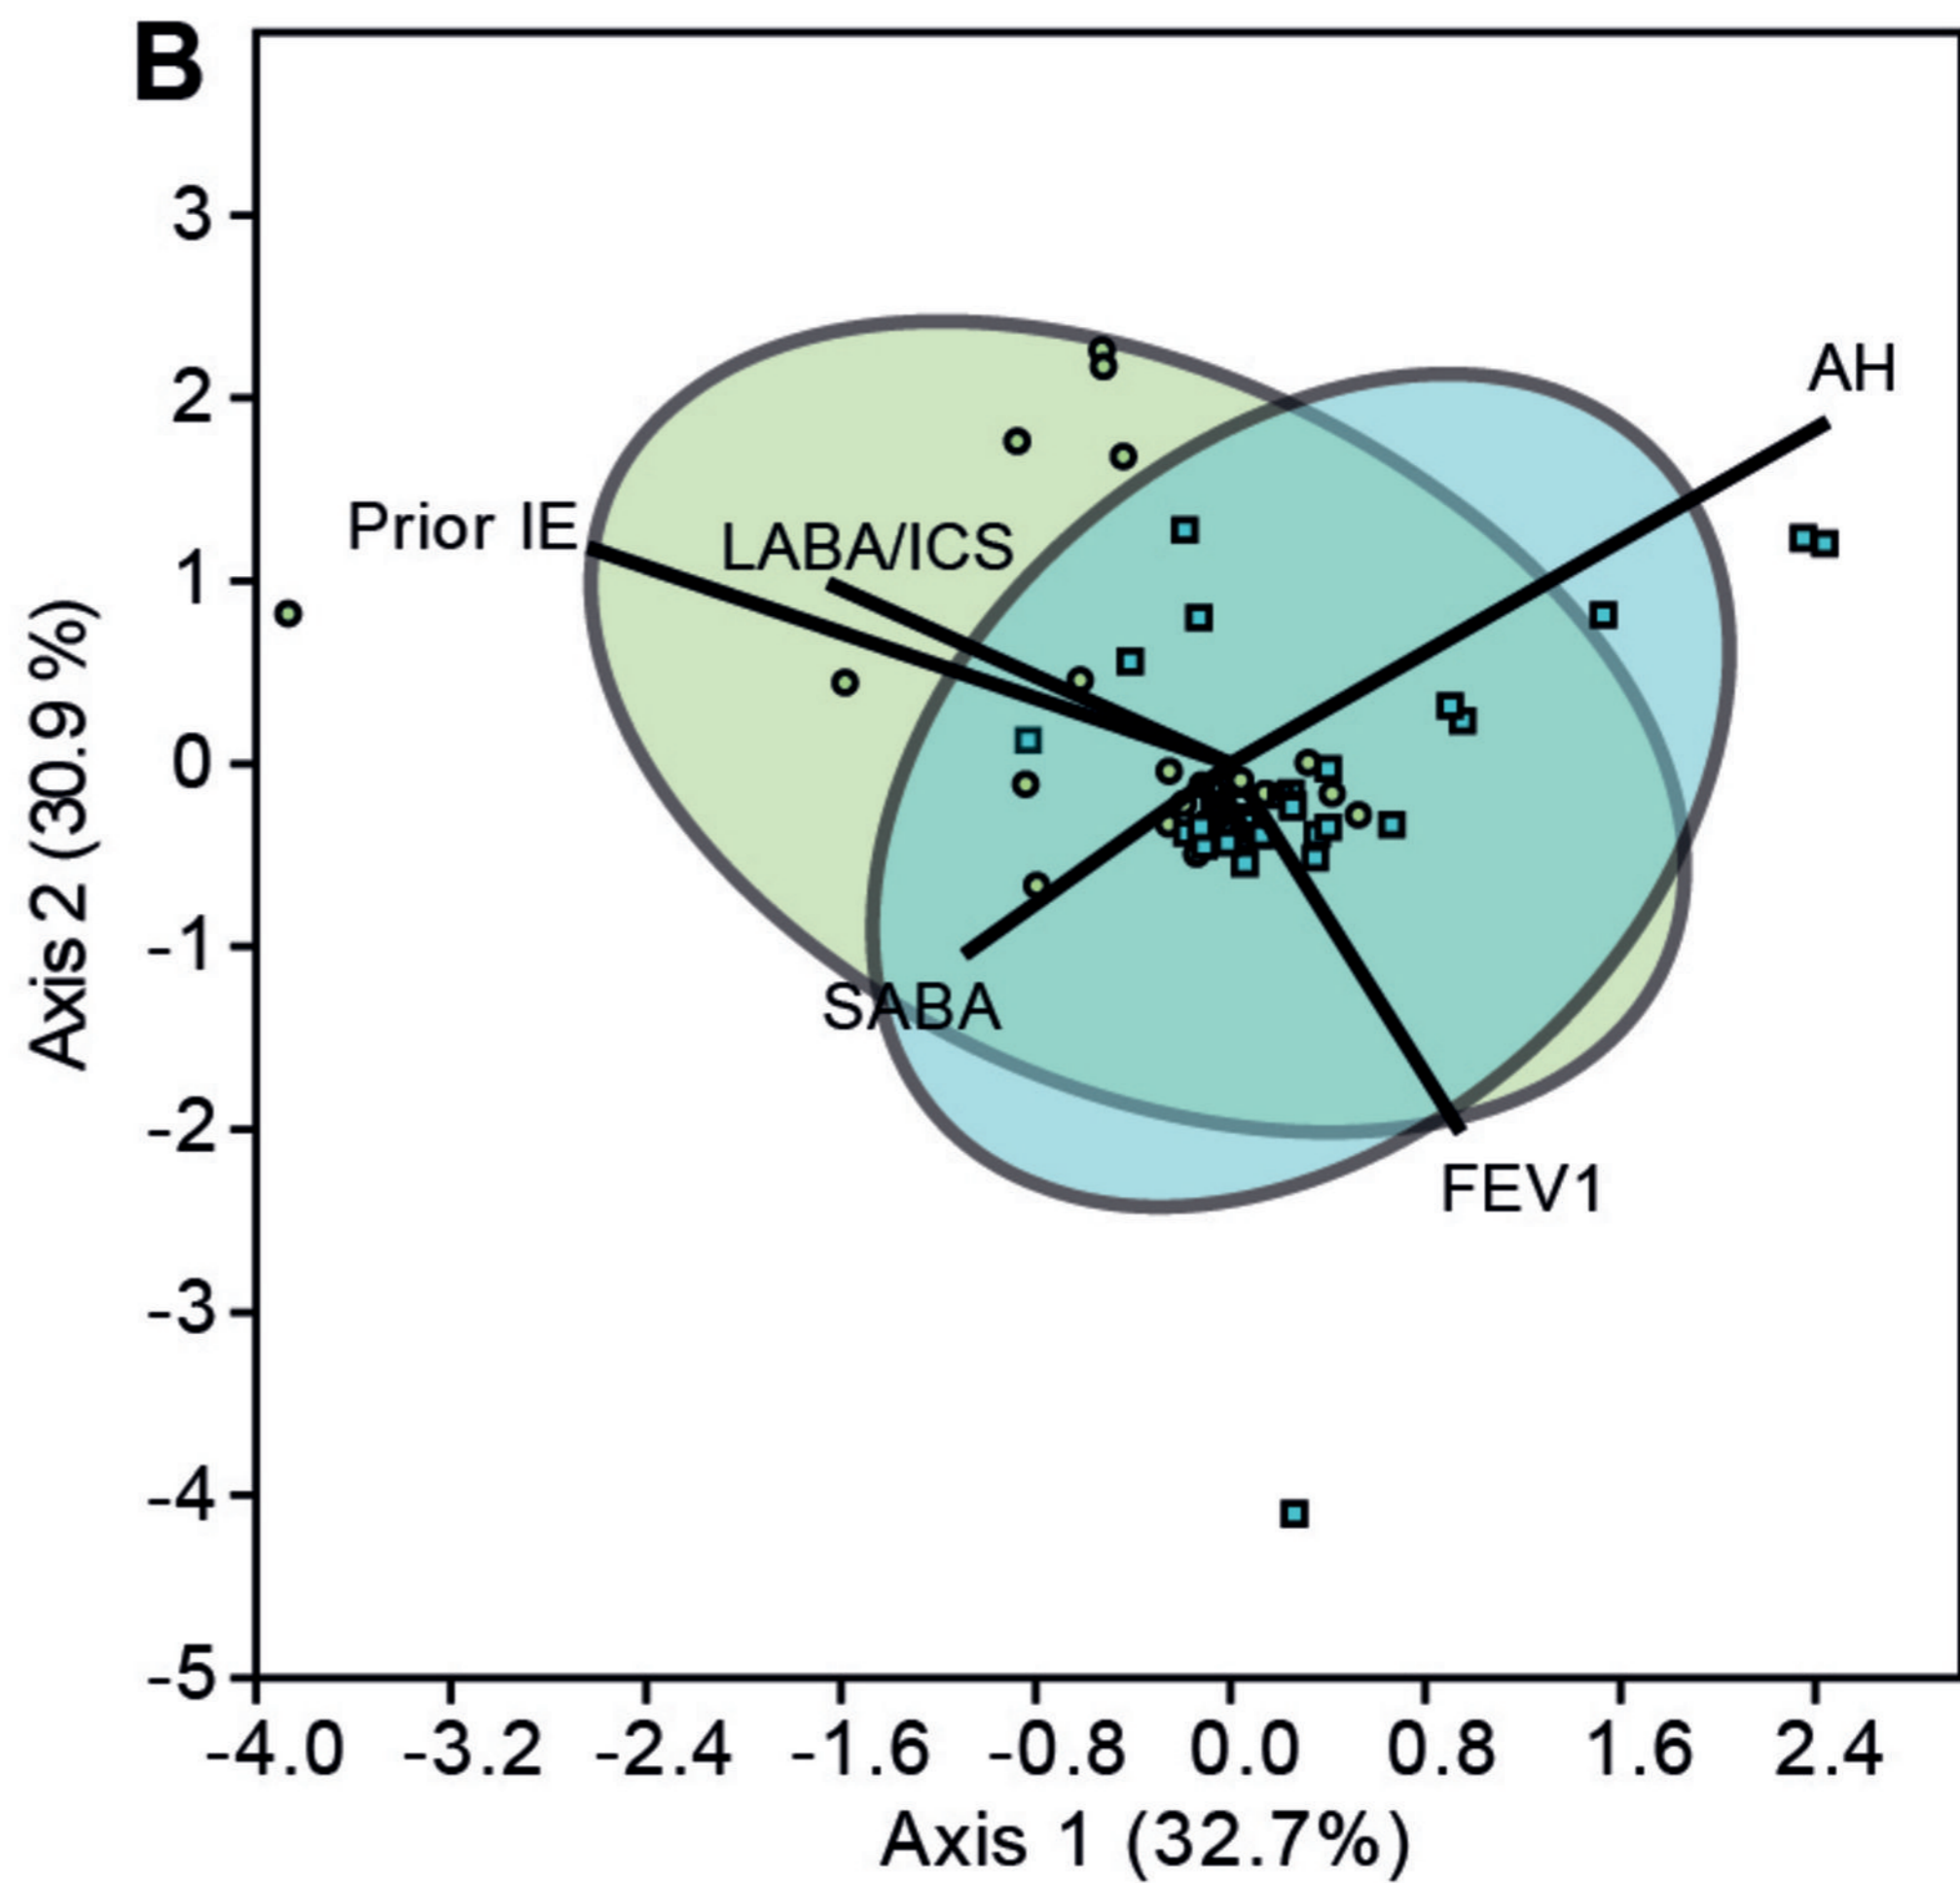 B
3
2
1
0
-1
-2
-3
-4
-5
Axis 2 (30.9 %)
AH
Prior IE
LABA/ICS
SABA
FEV1
-4.0 -3.2 -2.4 -1.6 -0.8 0.0 0.8 1.6 2.4
Axis 1 (32.7%)